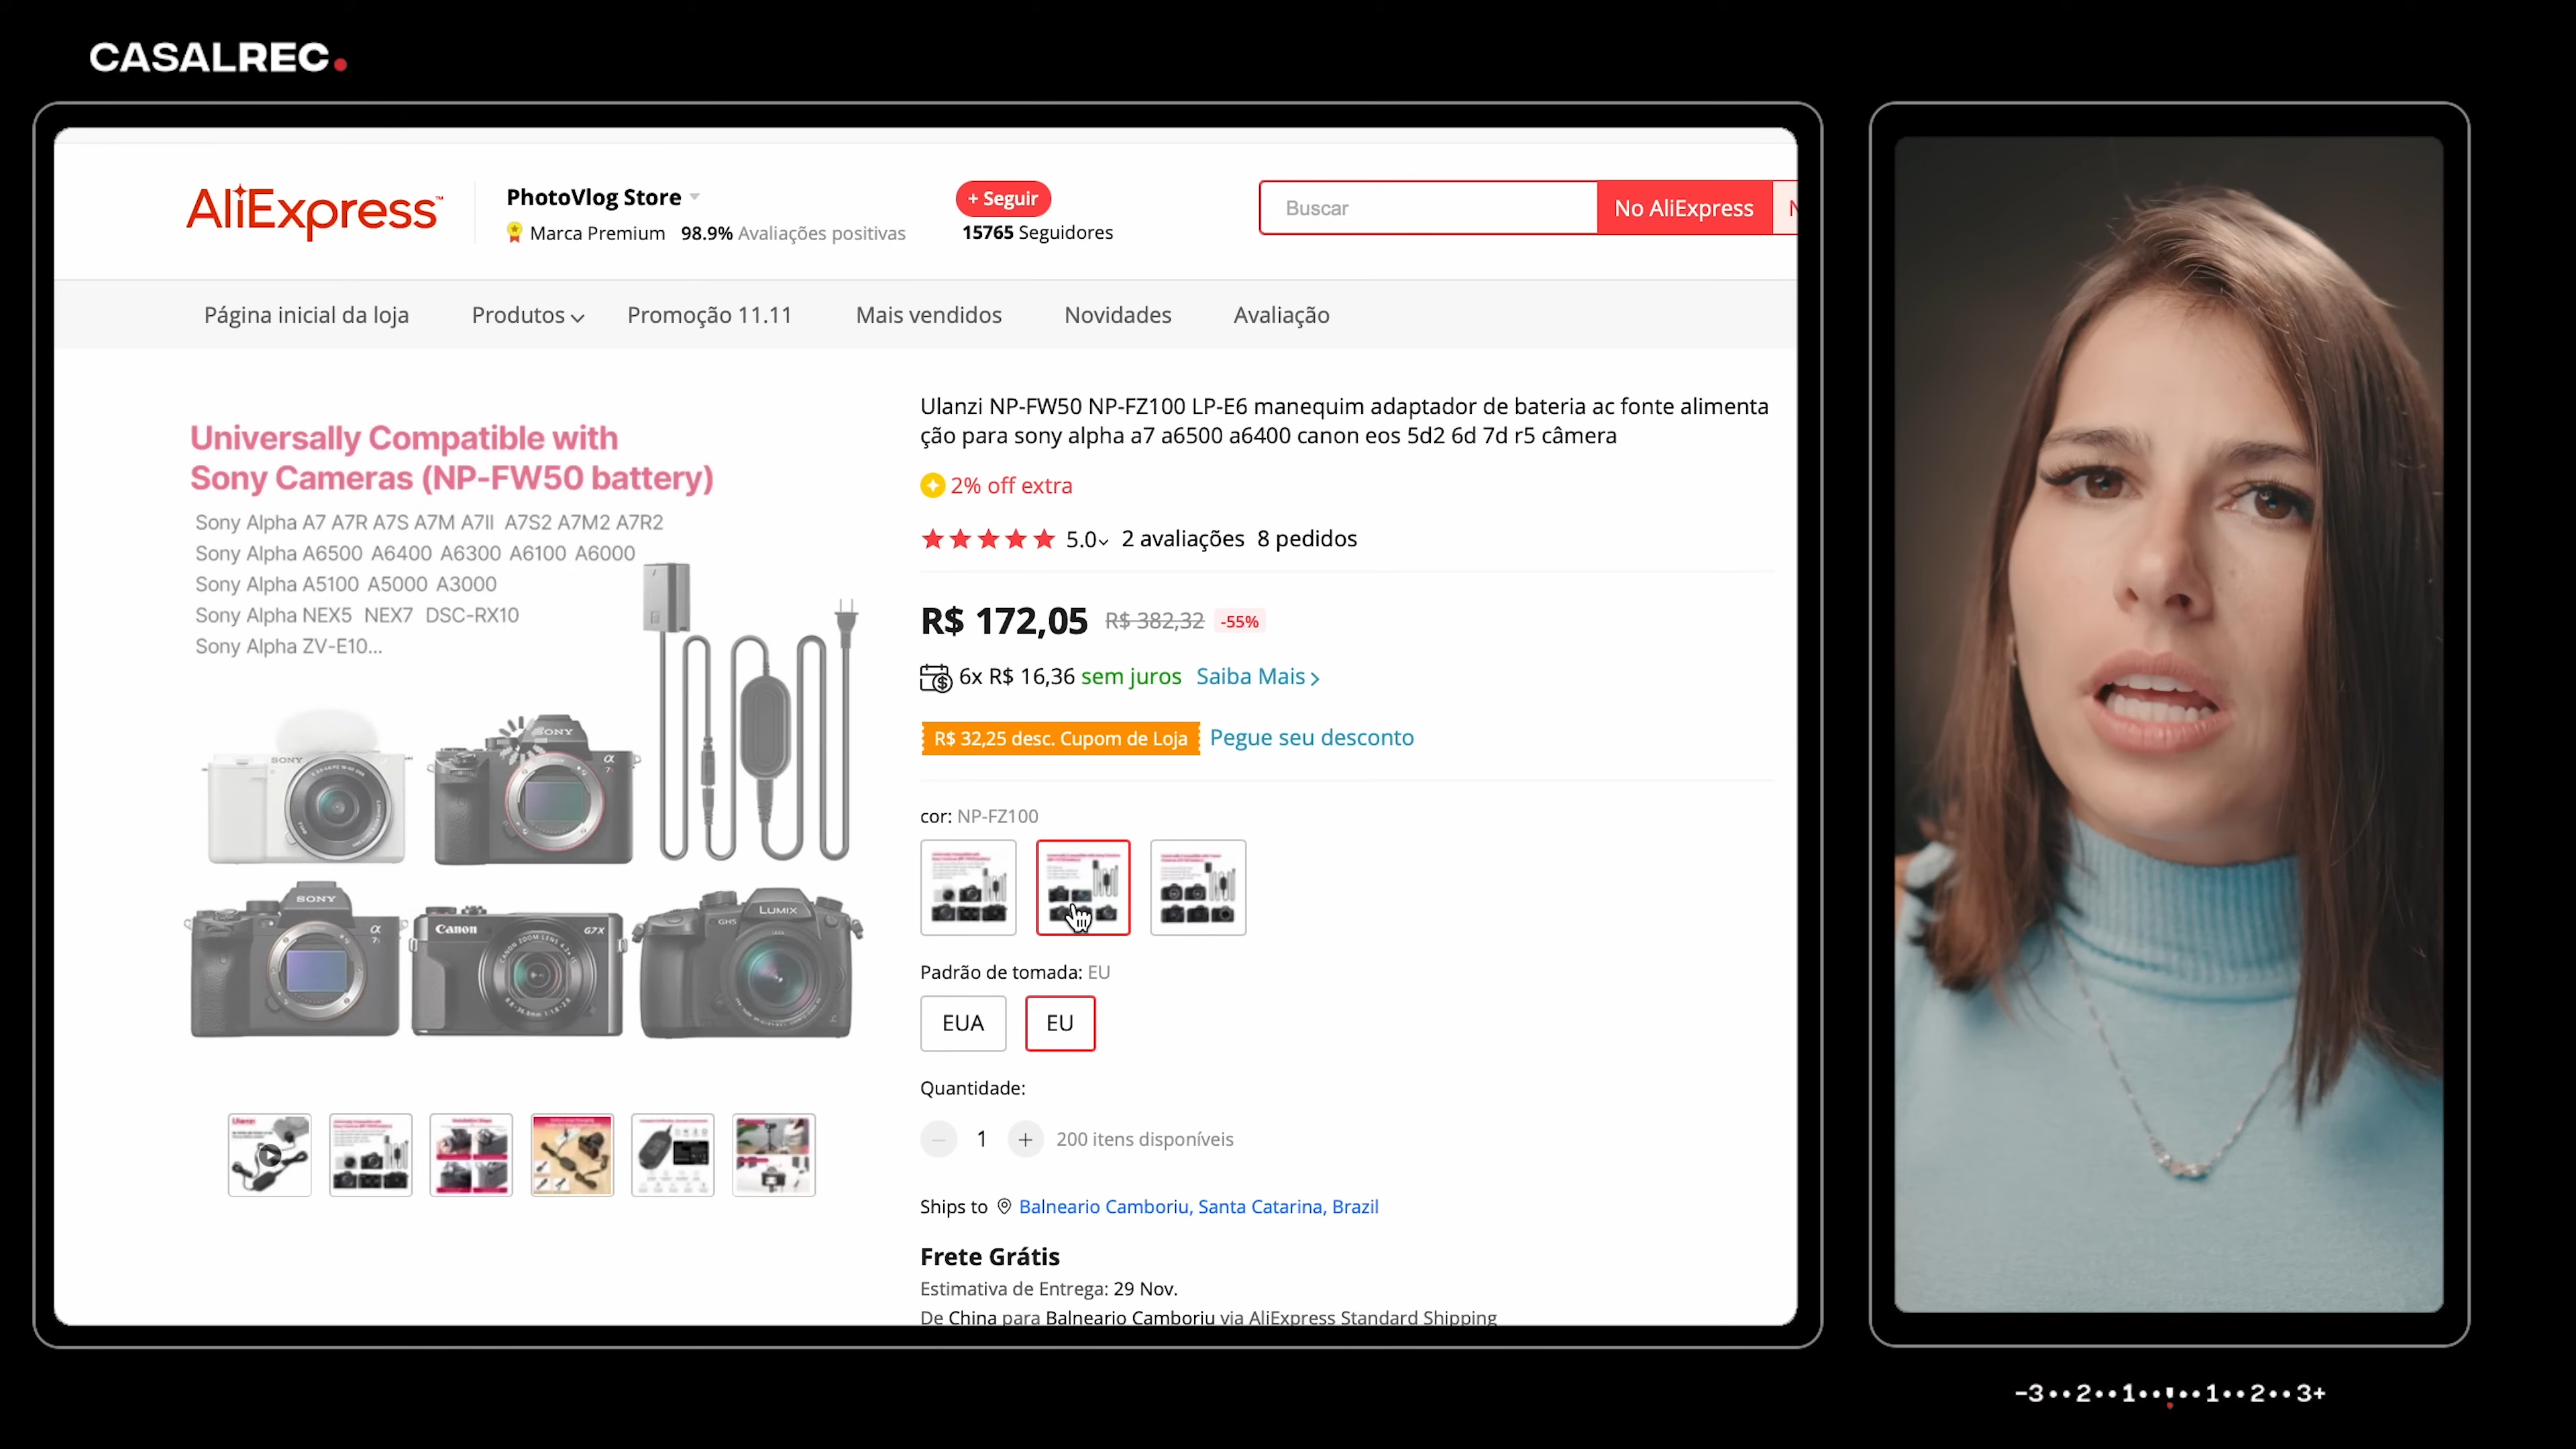 CASALREC.
AliExpress™
PhotoVlog Store
Marca Premium 98.9% Avaliações positivas
+ Seguir
15765 Seguidores
Buscar
No AliExpress
Página inicial da loja Produtos Promoção 11.11 Mais vendidos Novidades Avaliação
Universally Compatible with
Sony Cameras (NP-FW50 battery)
Sony Alpha A7 A7R A7S A7M A7II A7S2 A7M2 A7R2
Sony Alpha A6500 A6400 A6300 A6100 A6000
Sony Alpha A5100 A5000 A3000
Sony Alpha NEX5 NEX7 DSC-RX10
Sony Alpha ZV-E10...
SONY
SONY
SONY
Canon
G7X
CANON ZOOM LENS
GH5
LUMIX
Ulanzi NP-FW50 NP-FZ100 LP-E6 manequim adaptador de bateria ac fonte alimenta
ção para sony alpha a7 a6500 a6400 canon eos 5d2 6d 7d r5 câmera
2% off extra
5.0 2 avaliações 8 pedidos
R$ 172,05 R$ 382,32 -55%
6x R$ 16,36 sem juros Saiba Mais
R$ 32,25 desc. Cupom de Loja Pegue seu desconto
cor: NP-FZ100
Padrão de tomada: EU
EUA EU
Quantidade:
− 1 + 200 itens disponíveis
Ships to Balneario Camboriu, Santa Catarina, Brazil
Frete Grátis
Estimativa de Entrega: 29 Nov.
De China para Balneario Camboriu via AliExpress Standard Shipping
-3••2••1••!••1••2••3+